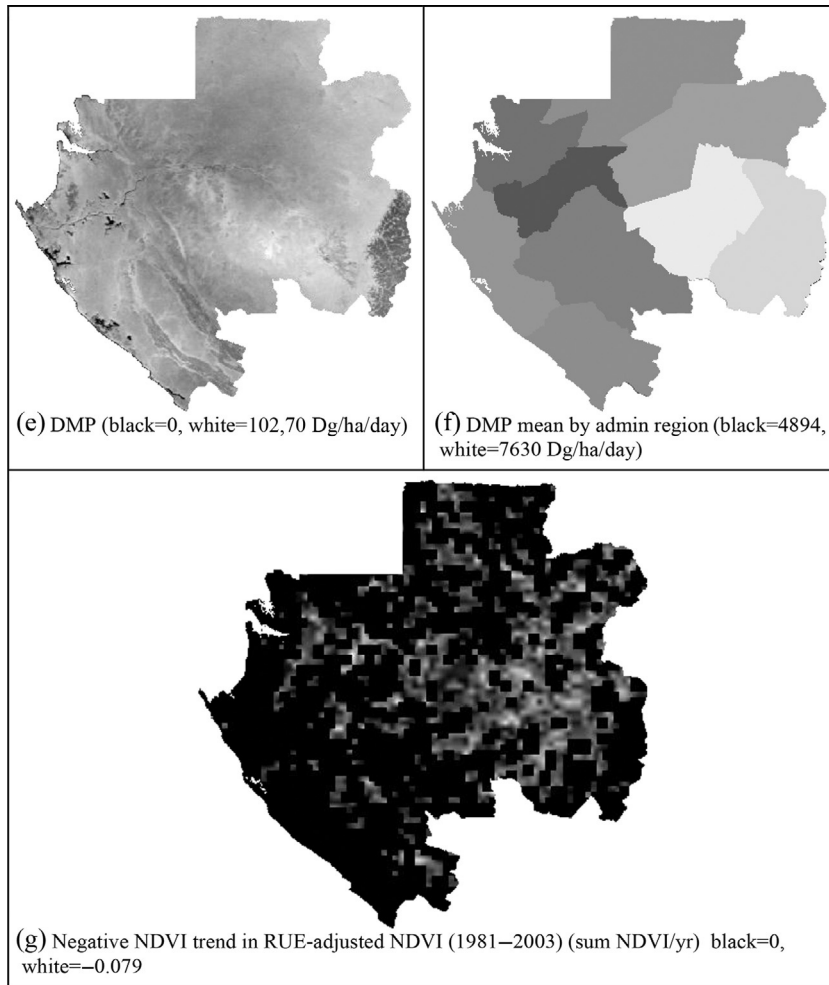 (e) DMP (black=0, white=102,70 Dg/ha/day)
(f) DMP mean by admin region (black=4894,
white=7630 Dg/ha/day)
(g) Negative NDVI trend in RUE-adjusted NDVI (1981–2003) (sum NDVI/yr) black=0,
white=–0.079